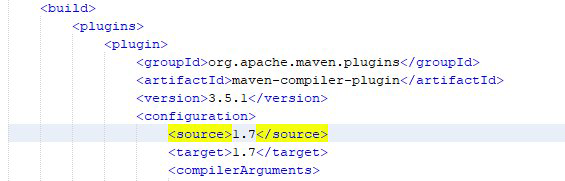 <build>
<plugins>
<plugin>
<groupId>org.apache.maven.plugins</groupId>
<artifactId>maven-compiler-plugin</artifactId>
<version>3.5.1</version>
<configuration>
<source>1.7</source>
<target>1.7</target>
<compilerArguments>